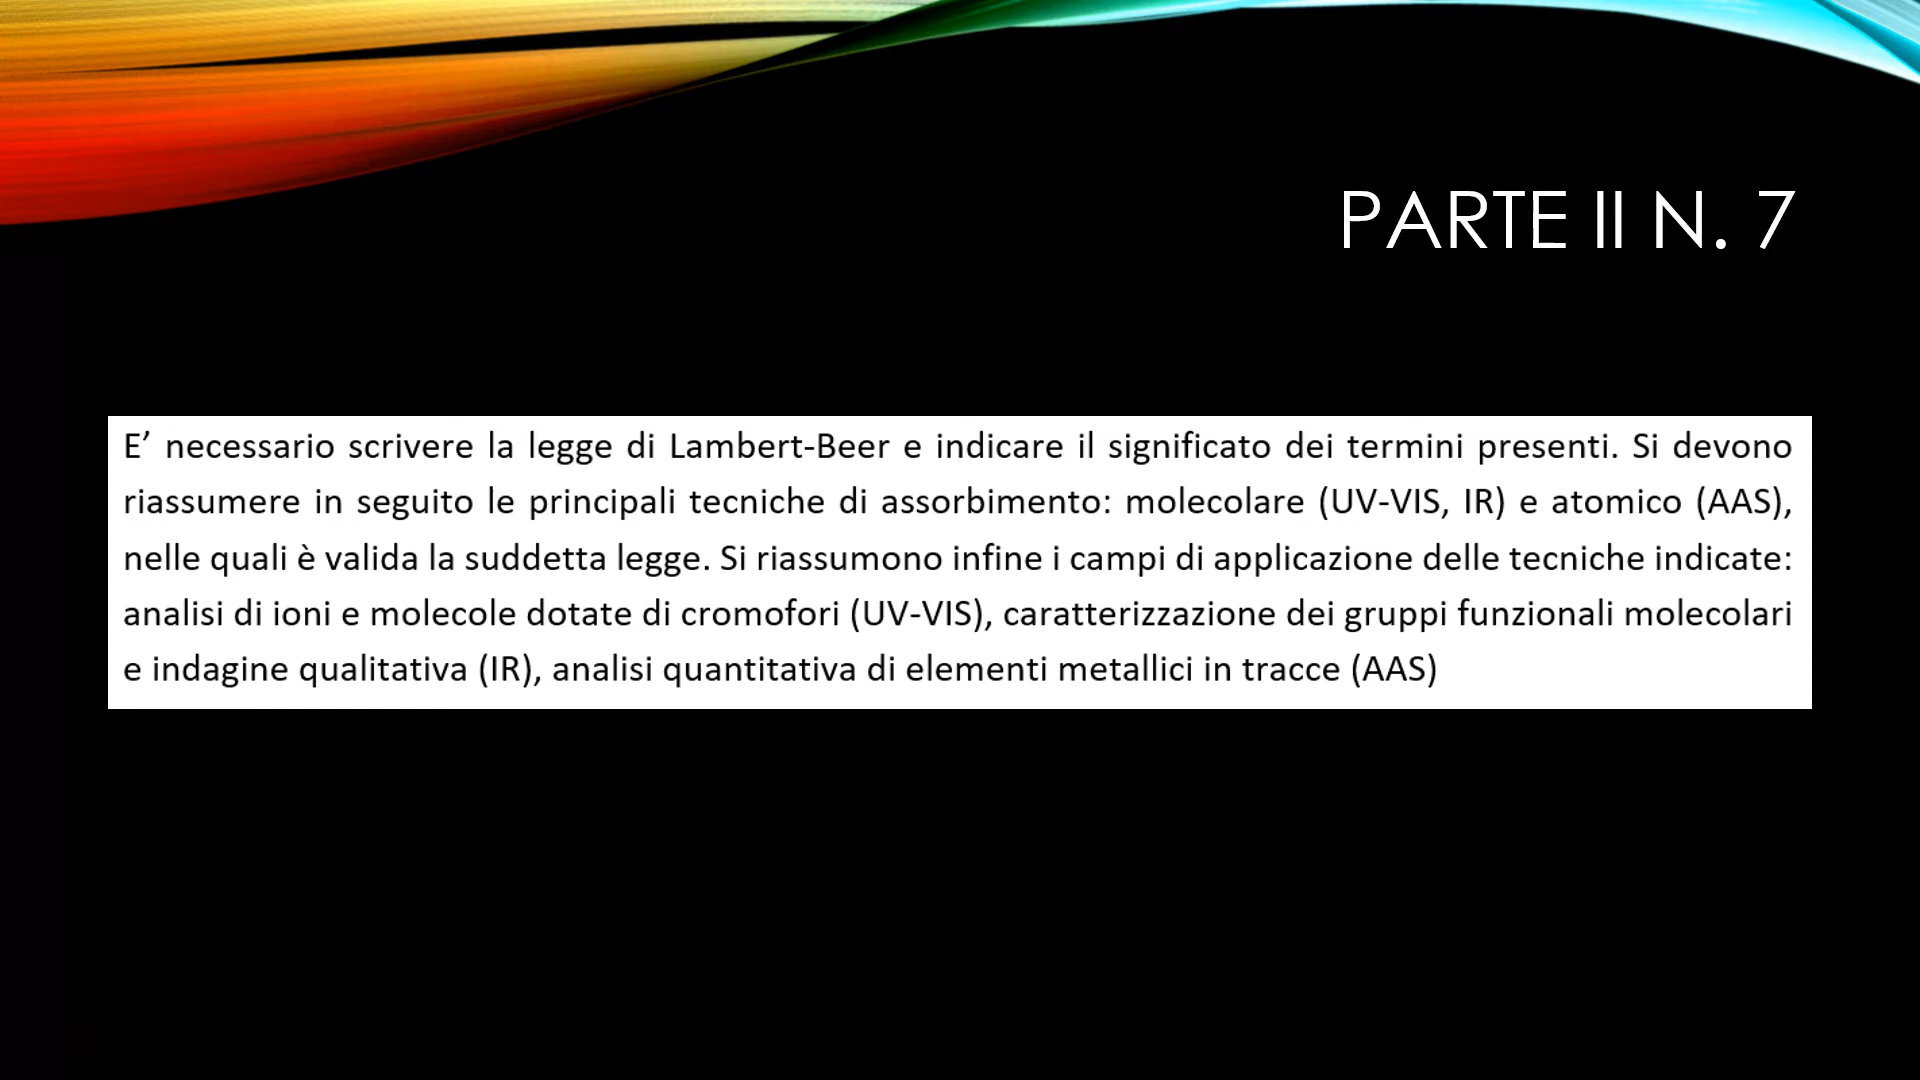 PARTE II N. 7
E’ necessario scrivere la legge di Lambert-Beer e indicare il significato dei termini presenti. Si devono
riassumere in seguito le principali tecniche di assorbimento: molecolare (UV-VIS, IR) e atomico (AAS),
nelle quali è valida la suddetta legge. Si riassumono infine i campi di applicazione delle tecniche indicate:
analisi di ioni e molecole dotate di cromofori (UV-VIS), caratterizzazione dei gruppi funzionali molecolari
e indagine qualitativa (IR), analisi quantitativa di elementi metallici in tracce (AAS)